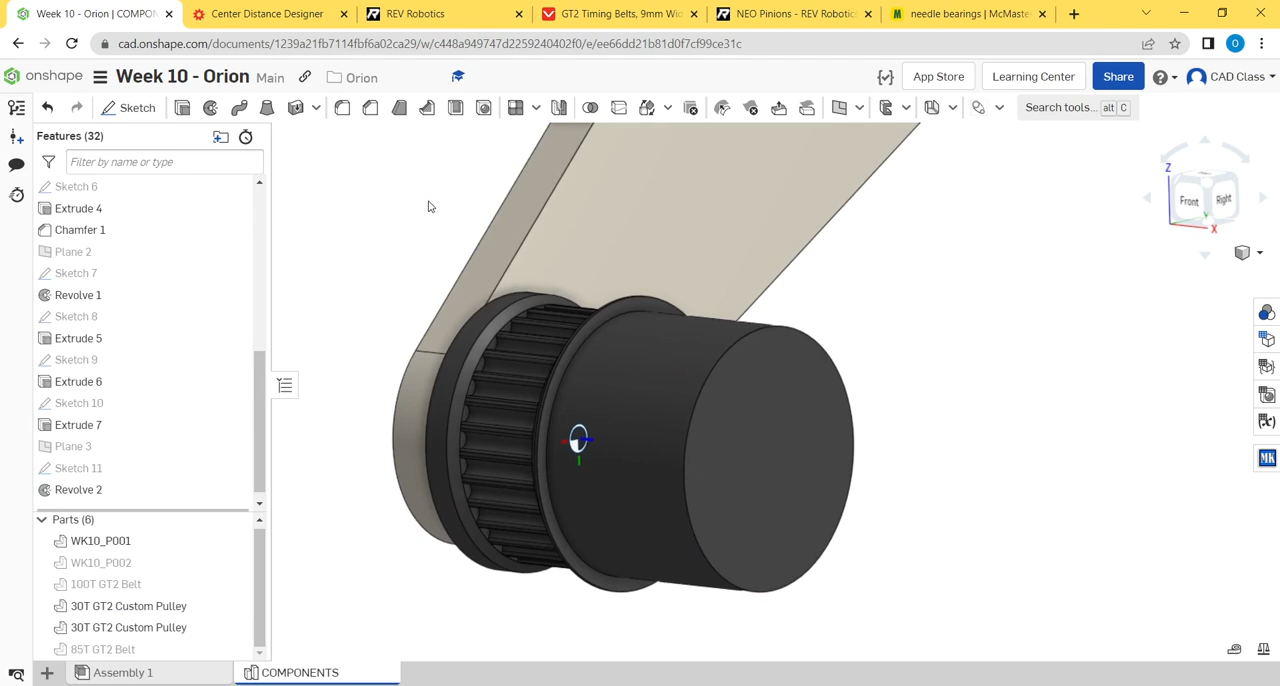 Week 10 - Orion | COMPON
Center Distance Designer
REV Robotics
GT2 Timing Belts, 9mm Wid
NEO Pinions - REV Robotic
needle bearings | McMaste
cad.onshape.com/documents/1239a21fb7114fbf6a02ca29/w/c448a949747d3259240402f0/e/ee66dd21b81d0f7cf99ce31c
O
onshape
Week 10 - Orion
Main
Orion
App Store
Learning Center
Share
CAD Class
Sketch
Search tools...
alt
C
Features (32)
Filter by name or type
Sketch 6
Extrude 4
Chamfer 1
Plane 2
Sketch 7
Revolve 1
Sketch 8
Extrude 5
Sketch 9
Extrude 6
Sketch 10
Extrude 7
Plane 3
Sketch 11
Revolve 2
Parts (6)
WK10_P001
WK10_P002
100T GT2 Belt
30T GT2 Custom Pulley
30T GT2 Custom Pulley
85T GT2 Belt
Assembly 1
COMPONENTS
Z
Front
Right
X
MK